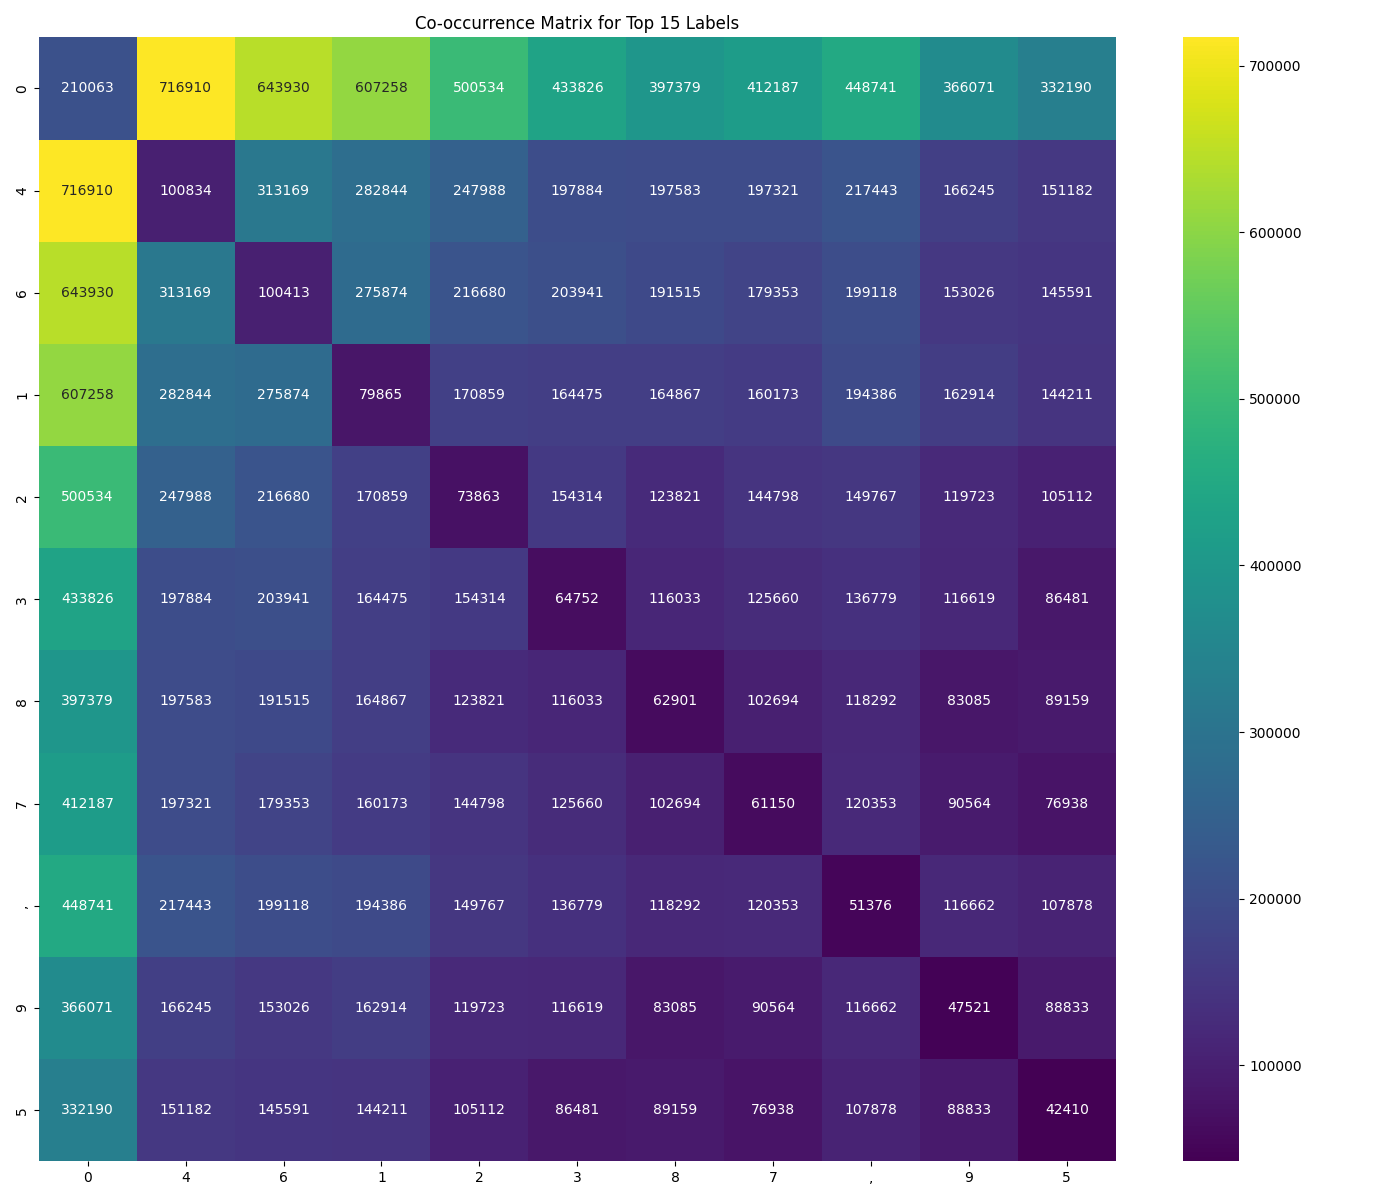 Co-occurrence Matrix for Top 15 Labels
0 210063 716910 643930 607258 500534 433826 397379 412187 448741 366071 332190
4 716910 100834 313169 282844 247988 197884 197583 197321 217443 166245 151182
6 643930 313169 100413 275874 216680 203941 191515 179353 199118 153026 145591
1 607258 282844 275874 79865 170859 164475 164867 160173 194386 162914 144211
2 500534 247988 216680 170859 73863 154314 123821 144798 149767 119723 105112
3 433826 197884 203941 164475 154314 64752 116033 125660 136779 116619 86481
8 397379 197583 191515 164867 123821 116033 62901 102694 118292 83085 89159
7 412187 197321 179353 160173 144798 125660 102694 61150 120353 90564 76938
, 448741 217443 199118 194386 149767 136779 118292 120353 51376 116662 107878
9 366071 166245 153026 162914 119723 116619 83085 90564 116662 47521 88833
5 332190 151182 145591 144211 105112 86481 89159 76938 107878 88833 42410
0 4 6 1 2 3 8 7 , 9 5
700000
600000
500000
400000
300000
200000
100000